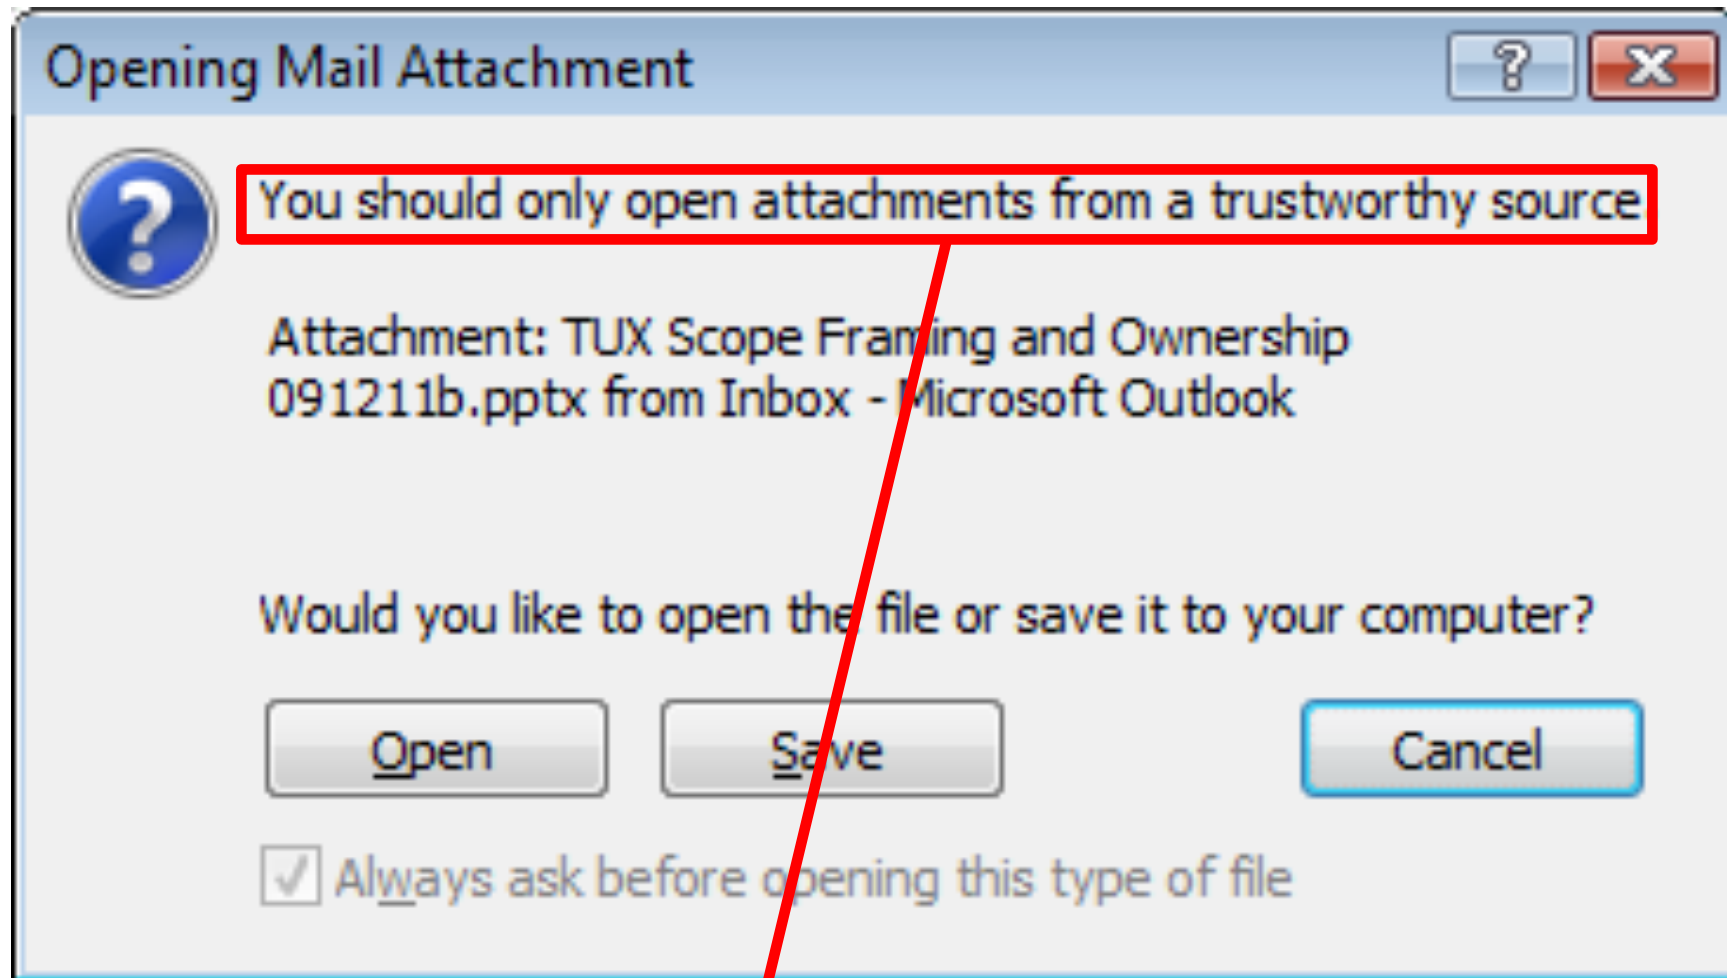 Opening Mail Attachment
You should only open attachments from a trustworthy source.
Attachment: TUX Scope Framing and Ownership
091211b.pptx from Inbox - Microsoft Outlook
Would you like to open the file or save it to your computer?
Open Save Cancel
Always ask before opening this type of file